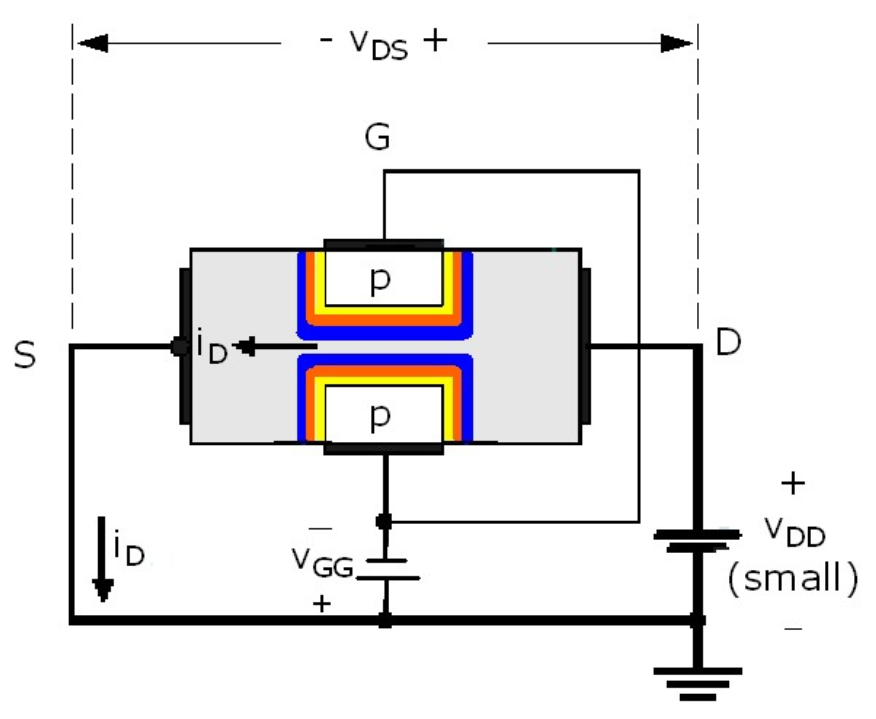 - vDS +
G
p
S
iD
D
p
iD
–
vGG
+
+
vDD
(small)
–